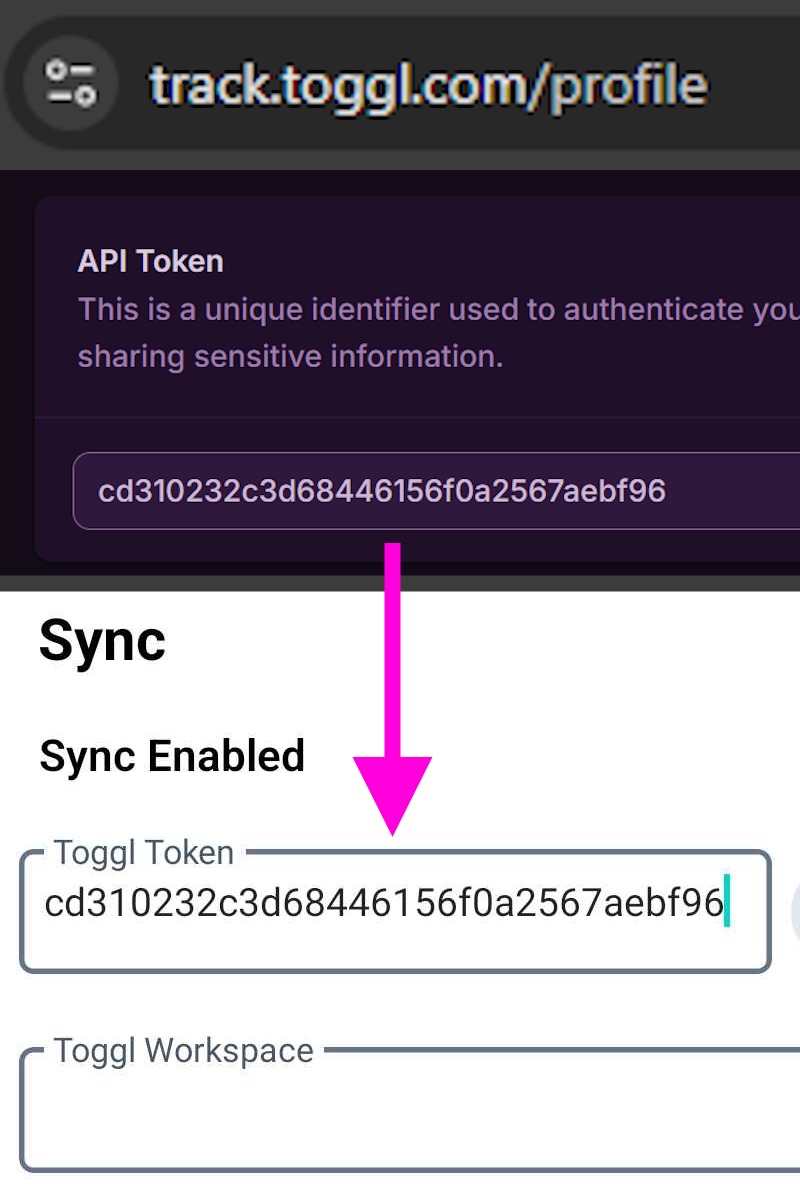 track.toggl.com/profile
API Token
This is a unique identifier used to authenticate you
sharing sensitive information.
cd310232c3d68446156f0a2567aebf96
Sync
Sync Enabled
Toggl Token
cd310232c3d68446156f0a2567aebf96
Toggl Workspace